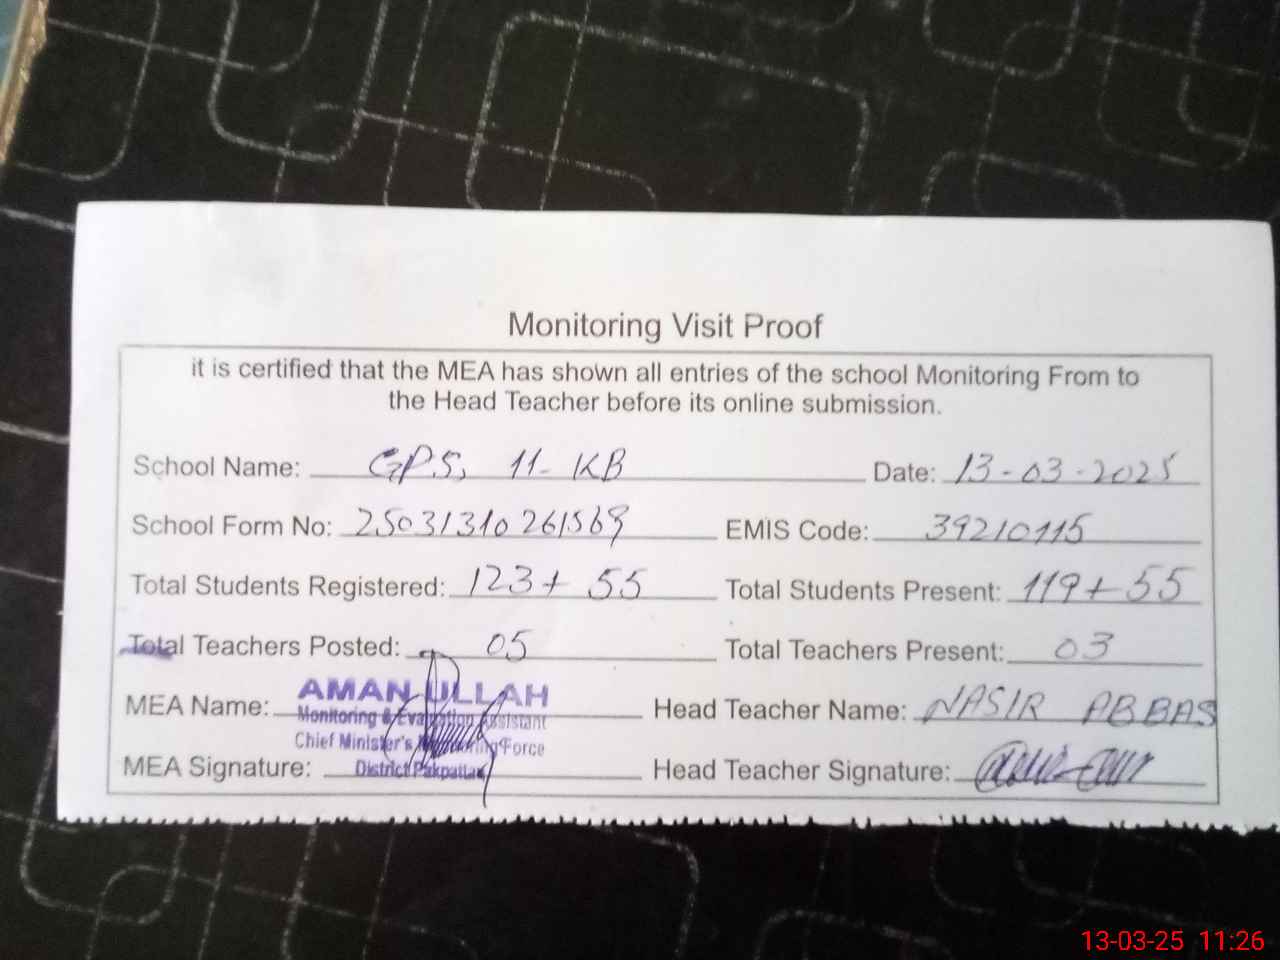 Monitoring Visit Proof
it is certified that the MEA has shown all entries of the school Monitoring From to
the Head Teacher before its online submission.
School Name: GPS, 11- KB Date: 13-03-2025
School Form No: 25031310261569 EMIS Code: 39210115
Total Students Registered: 123+55 Total Students Present: 119+55
Total Teachers Posted: 05 Total Teachers Present: 03
MEA Name: AMAN ULLAH Head Teacher Name: NASIR ABBAS
Monitoring & Evaluation Assistant
Chief Minister's Monitoring Force
MEA Signature: District Pakpattan Head Teacher Signature:
13-03-25 11:26